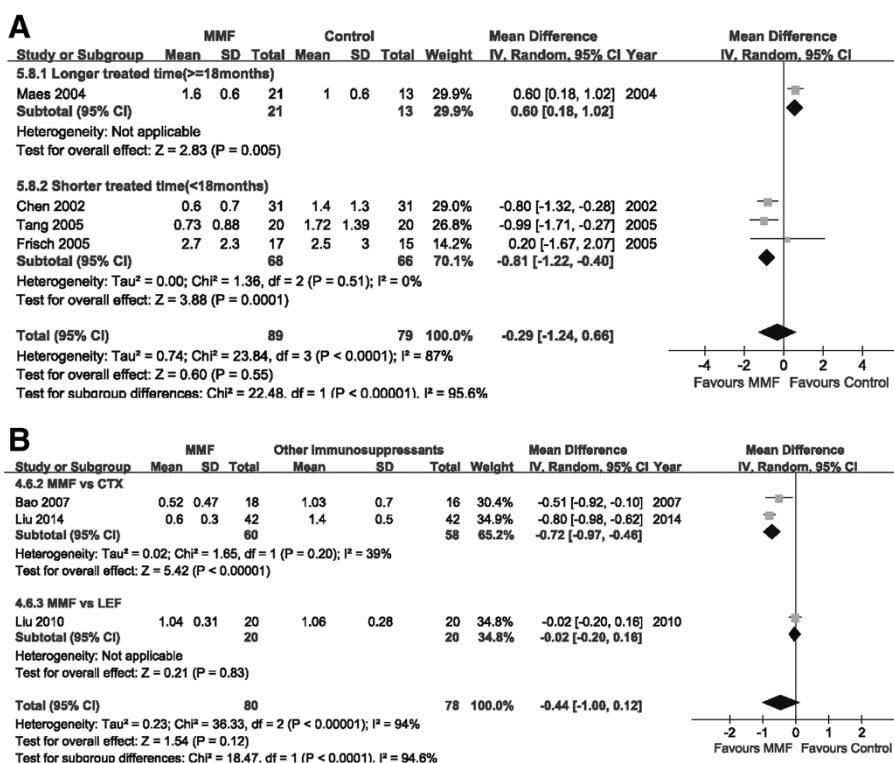 A
MMF Control Mean Difference Mean Difference
Study or Subgroup Mean SD Total Mean SD Total Weight IV, Random, 95% CI Year IV, Random, 95% CI
5.8.1 Longer treated time(>=18months)
Maes 2004 1.6 0.6 21 1 0.6 13 29.9% 0.60 [0.18, 1.02] 2004
Subtotal (95% CI) 21 13 29.9% 0.60 [0.18, 1.02]
Heterogeneity: Not applicable
Test for overall effect: Z = 2.83 (P = 0.005)
5.8.2 Shorter treated time(<18months)
Chen 2002 0.6 0.7 31 1.4 1.3 31 29.0% -0.80 [-1.32, -0.28] 2002
Tang 2005 0.73 0.88 20 1.72 1.39 20 26.8% -0.99 [-1.71, -0.27] 2005
Frisch 2005 2.7 2.3 17 2.5 3 15 14.2% 0.20 [-1.67, 2.07] 2005
Subtotal (95% CI) 68 66 70.1% -0.81 [-1.22, -0.40]
Heterogeneity: Tau² = 0.00; Chi² = 1.36, df = 2 (P = 0.51); I² = 0%
Test for overall effect: Z = 3.88 (P = 0.0001)
Total (95% CI) 89 79 100.0% -0.29 [-1.24, 0.66]
Heterogeneity: Tau² = 0.74; Chi² = 23.84, df = 3 (P < 0.0001); I² = 87%
Test for overall effect: Z = 0.60 (P = 0.55)
Test for subgroup differences: Chi² = 22.48, df = 1 (P < 0.00001), I² = 95.6%
-4 -2 0 2 4
Favours MMF Favours Control
B
MMF Other Immunosuppressants Mean Difference Mean Difference
Study or Subgroup Mean SD Total Mean SD Total Weight IV, Random, 95% CI Year IV, Random, 95% CI
4.6.2 MMF vs CTX
Bao 2007 0.52 0.47 18 1.03 0.7 16 30.4% -0.51 [-0.92, -0.10] 2007
Liu 2014 0.6 0.3 42 1.4 0.5 42 34.9% -0.80 [-0.98, -0.62] 2014
Subtotal (95% CI) 60 58 65.2% -0.72 [-0.97, -0.46]
Heterogeneity: Tau² = 0.02; Chi² = 1.65, df = 1 (P = 0.20); I² = 39%
Test for overall effect: Z = 5.42 (P < 0.00001)
4.6.3 MMF vs LEF
Liu 2010 1.04 0.31 20 1.06 0.28 20 34.8% -0.02 [-0.20, 0.16] 2010
Subtotal (95% CI) 20 20 34.8% -0.02 [-0.20, 0.16]
Heterogeneity: Not applicable
Test for overall effect: Z = 0.21 (P = 0.83)
Total (95% CI) 80 78 100.0% -0.44 [-1.00, 0.12]
Heterogeneity: Tau² = 0.23; Chi² = 36.33, df = 2 (P < 0.00001); I² = 94%
Test for overall effect: Z = 1.54 (P = 0.12)
Test for subgroup differences: Chi² = 18.47, df = 1 (P < 0.0001), I² = 94.6%
-2 -1 0 1 2
Favours MMF Favours Control